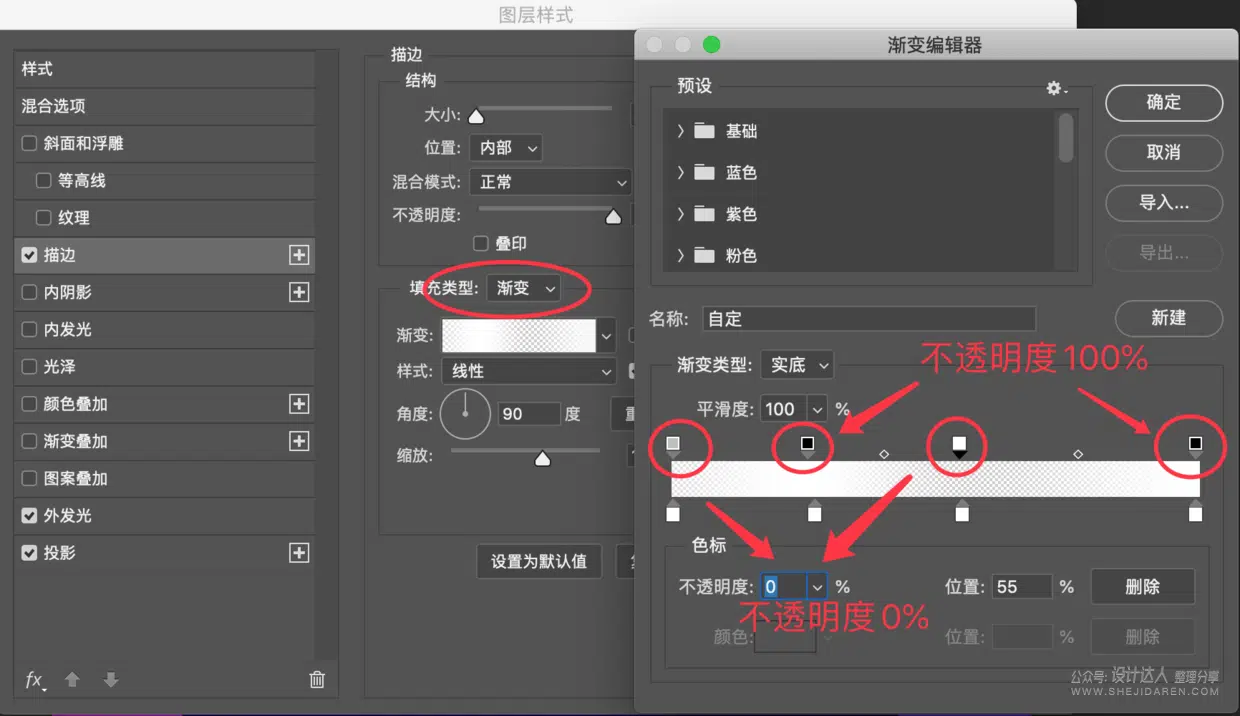 图层样式
样式
混合选项
斜面和浮雕
等高线
纹理
描边
内阴影
内发光
光泽
颜色叠加
渐变叠加
图案叠加
外发光
投影
fx
描边
结构
大小:
位置: 内部
混合模式: 正常
不透明度:
叠印
填充类型: 渐变
渐变:
样式: 线性
角度: 90 度
缩放:
设置为默认值
渐变编辑器
预设
基础
蓝色
紫色
粉色
确定
取消
导入...
导出...
名称: 自定
新建
渐变类型: 实底
不透明度100%
平滑度: 100 %
色标
不透明度: 0 % 位置: 55 % 删除
不透明度0%
颜色: 位置: % 删除
公众号: 设计达人 整理分享
WWW.SHEJIDAREN.COM